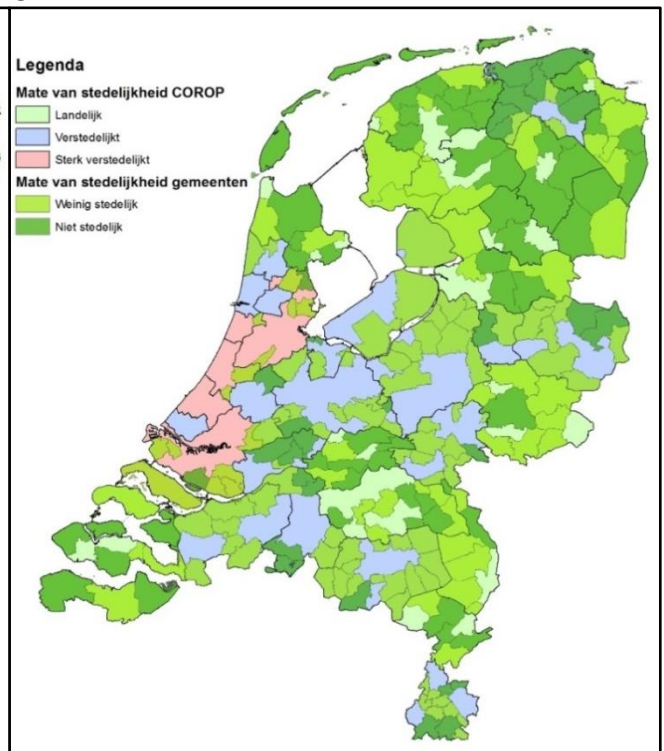 Legenda
Mate van stedelijkheid COROP
Landelijk
Verstedelijkt
Sterk verstedelijkt
Mate van stedelijkheid gemeenten
Weinig stedelijk
Niet stedelijk